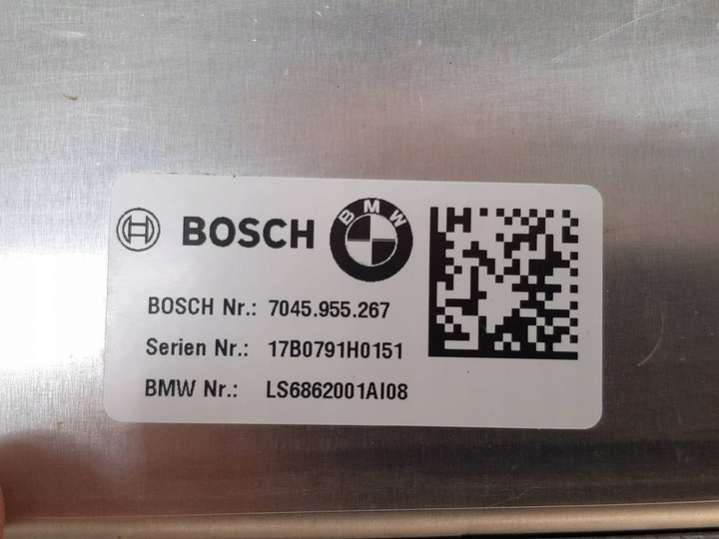 BOSCH BMW
BOSCH Nr.: 7045.955.267
Serien Nr.: 17B0791H0151
BMW Nr.: LS6862001AI08